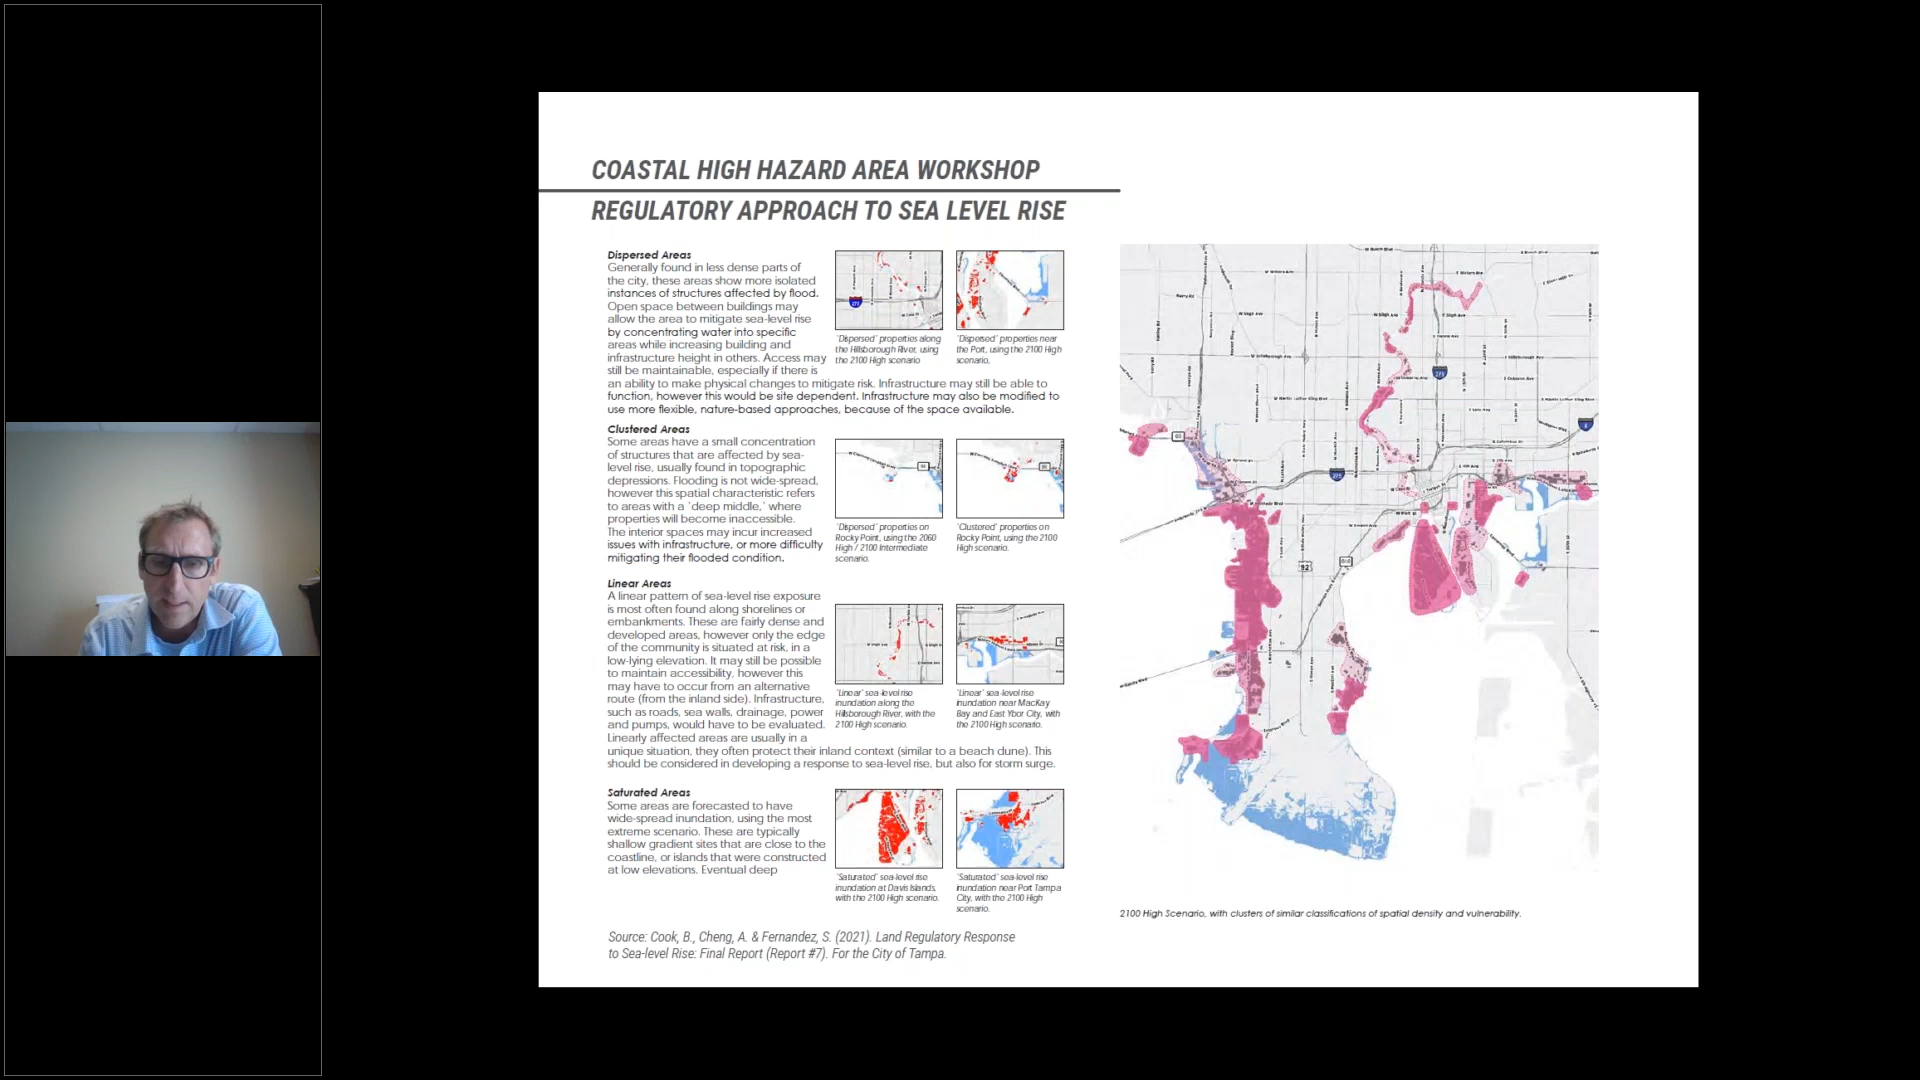 COASTAL HIGH HAZARD AREA WORKSHOP
REGULATORY APPROACH TO SEA LEVEL RISE
Dispersed Areas
Generally found in less dense parts of
the city, these areas show more isolated
instances of structures affected by flood.
Open space between buildings may
allow the area to mitigate sea-level rise
by concentrating water into specific
areas while increasing building and
infrastructure height in others. Access may
still be maintainable, especially if there is
an ability to make physical changes to mitigate risk. Infrastructure may still be able to
function, however this would be site dependent. Infrastructure may also be modified to
use more flexible, nature-based approaches, because of the space available.
'Dispersed' properties along
the Hillsborough River, using
the 2100 High scenario
'Dispersed' properties near
the Port, using the 2100 High
scenario.
Clustered Areas
Some areas have a small concentration
of structures that are affected by sea-
level rise, usually found in topographic
depressions. Flooding is not wide-spread,
however this spatial characteristic refers
to areas with a 'deep middle,' where
properties will become inaccessible.
The interior spaces may incur increased
issues with infrastructure, or more difficulty
mitigating their flooded condition.
'Dispersed' properties on
Rocky Point, using the 2060
High / 2100 Intermediate
scenario.
'Clustered' properties on
Rocky Point, using the 2100
High scenario.
Linear Areas
A linear pattern of sea-level rise exposure
is most often found along shorelines or
embankments. These are fairly dense and
developed areas, however only the edge
of the community is situated at risk, in a
low-lying elevation. It may still be possible
to maintain accessibility, however this
may have to occur from an alternative
route (from the inland side). Infrastructure,
such as roads, sea walls, drainage, power
and pumps, would have to be evaluated.
Linearly affected areas are usually in a
unique situation, they often protect their inland context (similar to a beach dune). This
should be considered in developing a response to sea-level rise, but also for storm surge.
'Linear' sea-level rise
inundation along the
Hillsborough River, with the
2100 High scenario.
'Linear' sea-level rise
inundation near MacKay
Bay and East Ybor City, with
the 2100 High scenario.
Saturated Areas
Some areas are forecasted to have
wide-spread inundation, using the most
extreme scenario. These are typically
shallow gradient sites that are close to the
coastline, or islands that were constructed
at low elevations. Eventual deep
'Saturated' sea-level rise
inundation at Davis Islands,
with the 2100 High scenario.
'Saturated' sea-level rise
inundation near Port Tampa
City, with the 2100 High
scenario.
Source: Cook, B., Cheng, A. & Fernandez, S. (2021). Land Regulatory Response
to Sea-level Rise: Final Report (Report #7). For the City of Tampa.
275
92
2100 High Scenario, with clusters of similar classifications of spatial density and vulnerability.